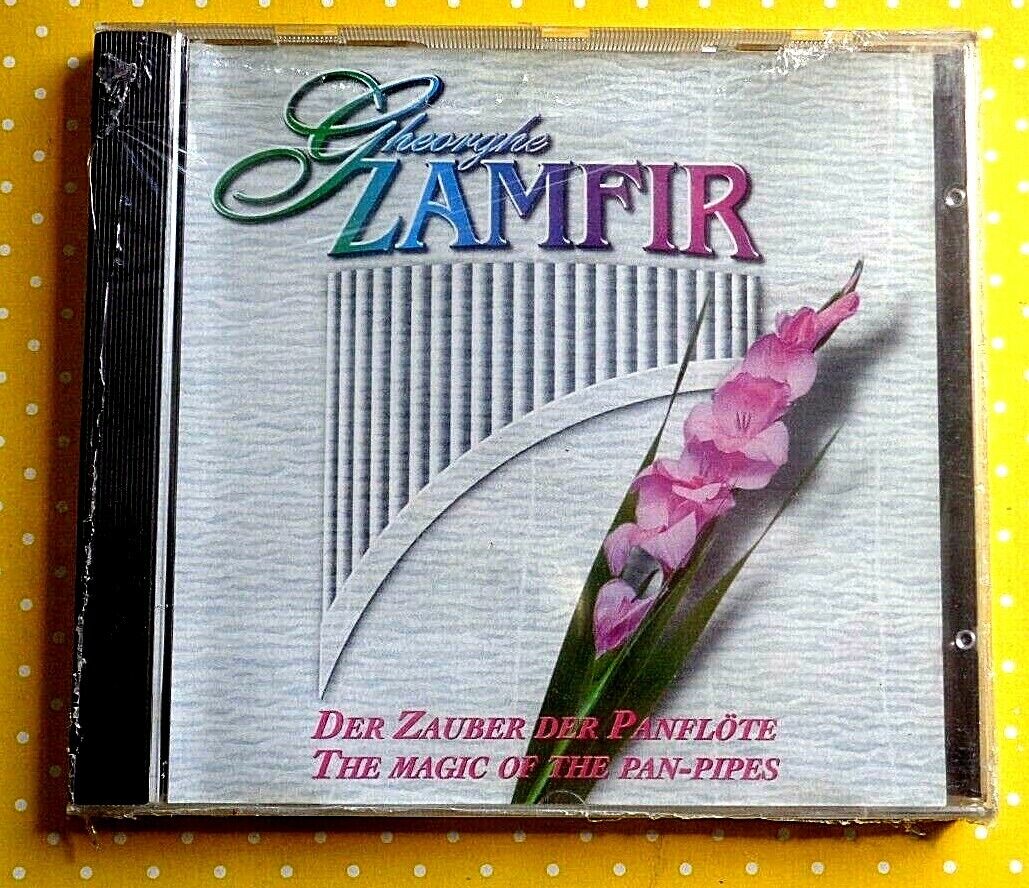 Gheorghe
ZAMFIR
DER ZAUBER DER PANFLÖTE
THE MAGIC OF THE PAN-PIPES